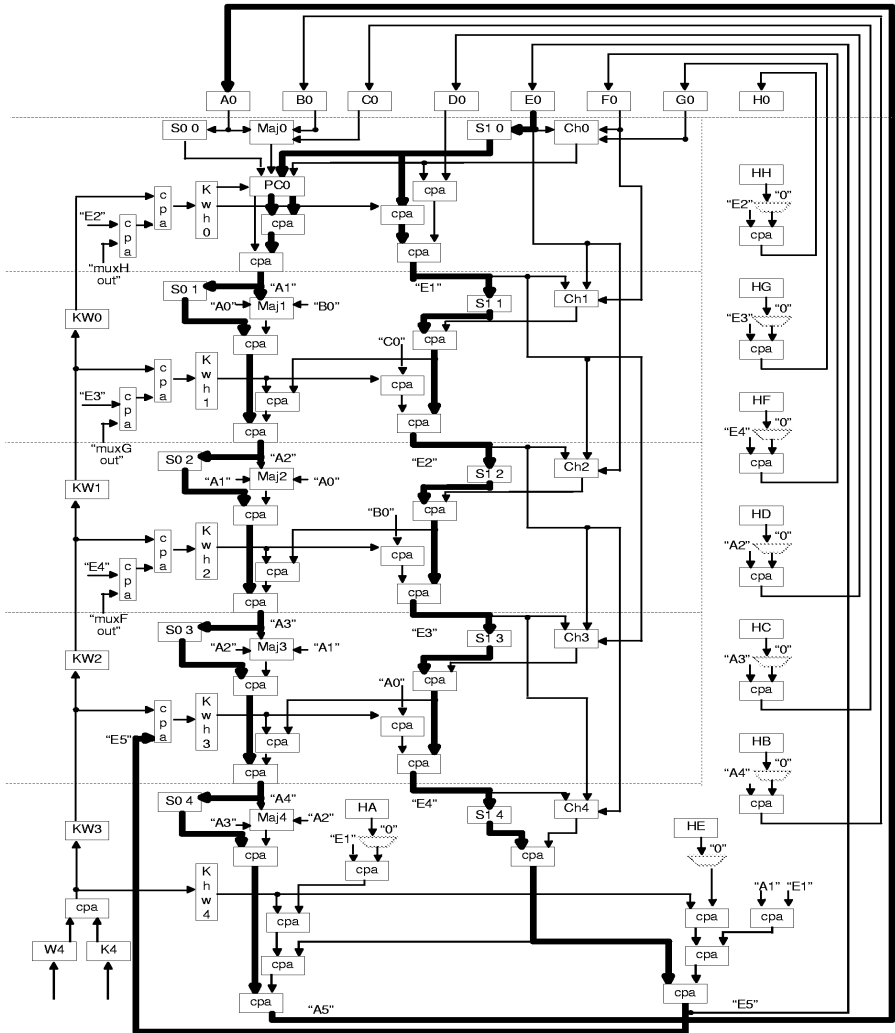 A0 B0 C0 D0 E0 F0 G0 H0
S0 0 Maj0 S1 0 Ch0
HH
"0"
"E2"
cpa
PC0
K w h 0
c p a
c p a
"E2"
"muxH out"
cpa
cpa
cpa
cpa
cpa
S0 1
"A1"
"A0" Maj1 "B0"
"E1"
S1 1
Ch1
HG
"0"
"E3"
cpa
KW0
cpa
cpa
"C0"
c p a
K w h 1
"E3"
c p a
"muxG out"
cpa
cpa
cpa
cpa
HF
"0"
"E4"
cpa
S0 2
"A2"
"A1" Maj2 "A0"
"E2"
S1 2
Ch2
KW1
cpa
cpa
"B0"
c p a
K w h 2
"E4"
c p a
"muxF out"
cpa
cpa
cpa
cpa
HD
"0"
"A2"
cpa
S0 3
"A3"
"A2" Maj3 "A1"
"E3"
S1 3
Ch3
KW2
cpa
cpa
"A0"
"E5"
c p a
K w h 3
cpa
cpa
cpa
cpa
HC
"0"
"A3"
cpa
HB
"0"
"A4"
cpa
S0 4
"A4"
"A3" Maj4 "A2"
"E4"
S1 4
Ch4
KW3
cpa
HA
"0"
"E1"
cpa
cpa
HE
"0"
K h w 4
cpa
W4 K4
cpa
cpa
cpa
"A5"
"A1" "E1"
cpa cpa
cpa
cpa
"E5"